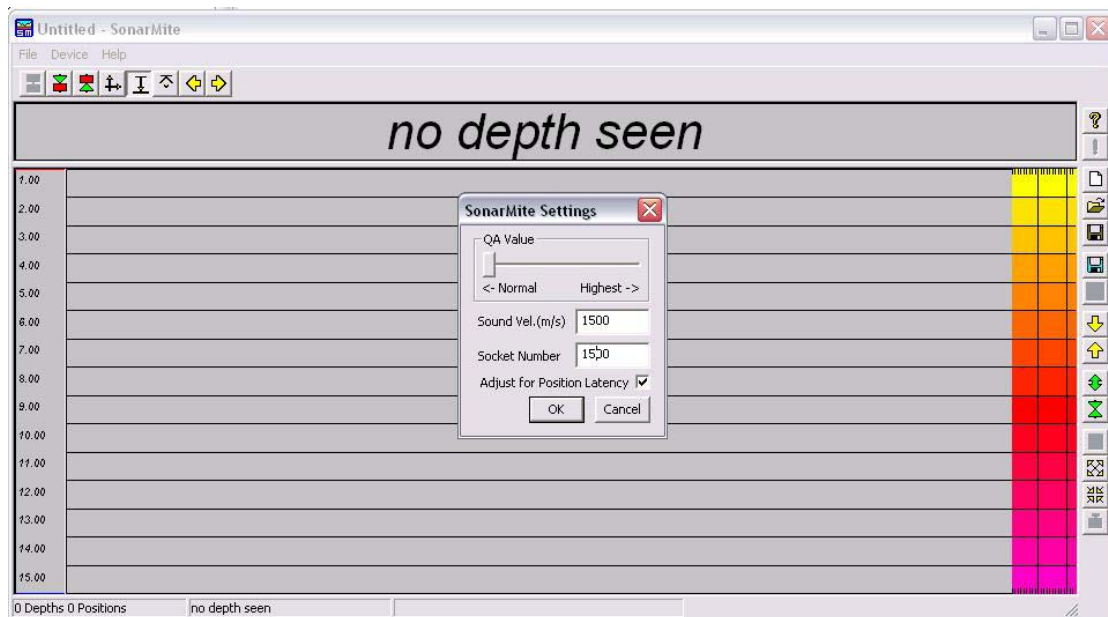 Untitled - SonarMite
File Device Help
no depth seen
1.00
2.00
3.00
4.00
5.00
6.00
7.00
8.00
9.00
10.00
11.00
12.00
13.00
14.00
15.00
SonarMite Settings
QA Value
<- Normal Highest ->
Sound Vel.(m/s) 1500
Socket Number 1500
Adjust for Position Latency
OK Cancel
0 Depths 0 Positions no depth seen